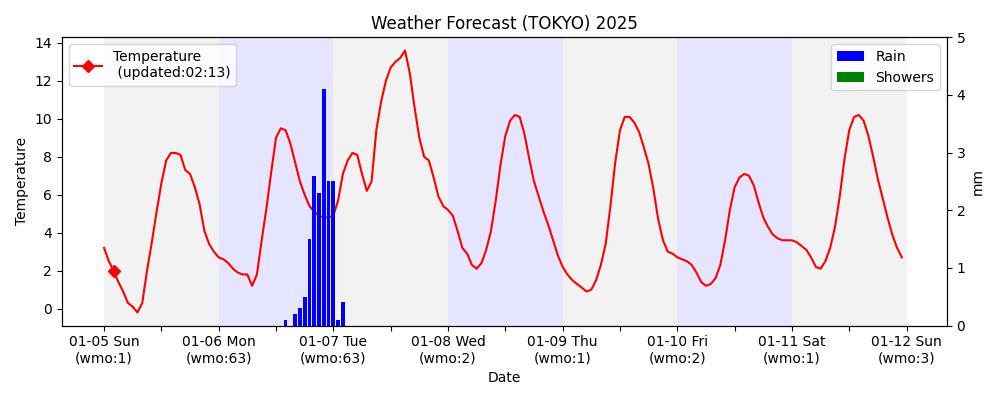 Weather Forecast (TOKYO) 2025
Temperature
(updated:02:13)
Rain
Showers
Temperature
14
12
10
8
6
4
2
0
5
4
3
2
1
0
mm
01-05 Sun
(wmo:1)
01-06 Mon
(wmo:63)
01-07 Tue
(wmo:63)
01-08 Wed
(wmo:2)
01-09 Thu
(wmo:1)
01-10 Fri
(wmo:2)
01-11 Sat
(wmo:1)
01-12 Sun
(wmo:3)
Date